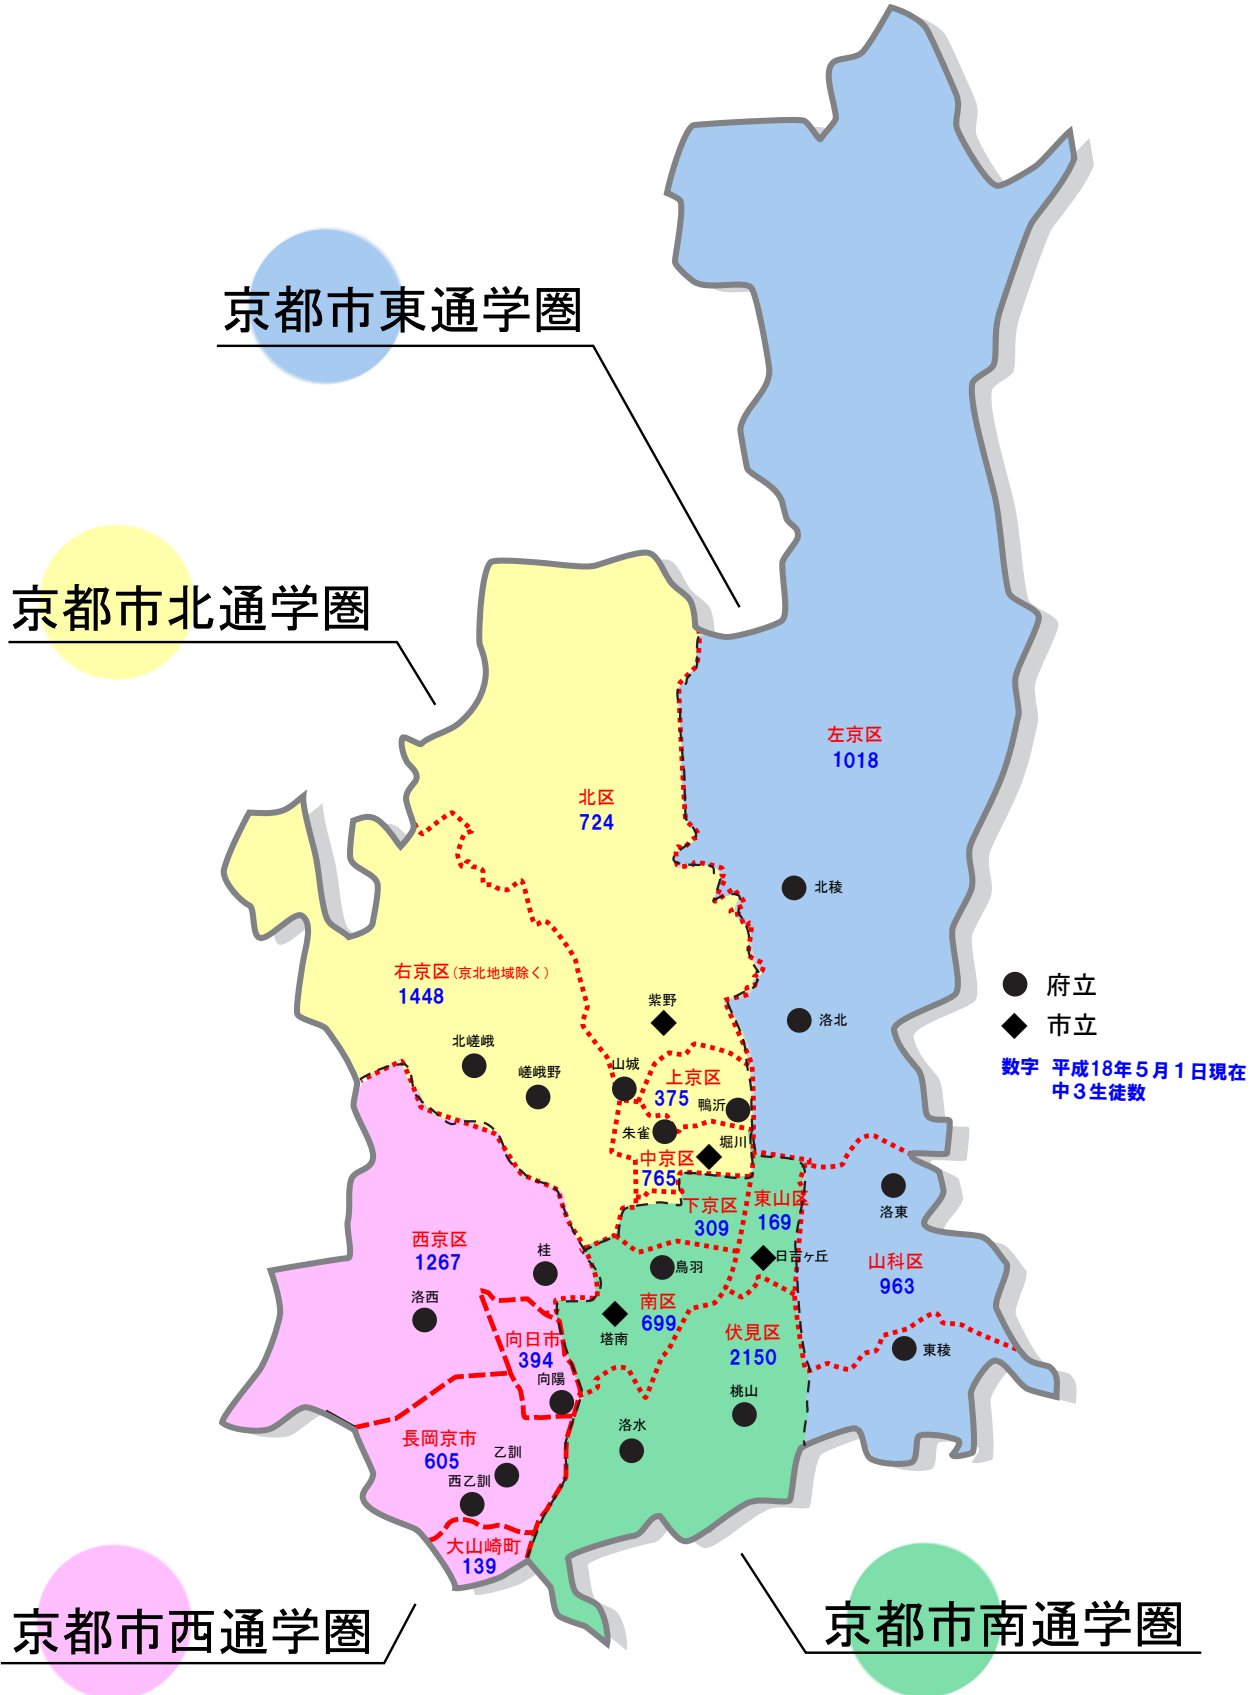 京都市東通学圏
京都市北通学圏
左京区
1018
北区
724
北稜
右京区(京北地域除く)
1448
紫野
洛北
府立
市立
数字 平成18年5月1日現在
中3生徒数
北嵯峨
嵯峨野
山城
上京区
375
鴨沂
朱雀
堀川
中京区
765
下京区
309
東山区
169
洛東
西京区
1267
桂
鳥羽
日吉ヶ丘
山科区
963
洛西
南区
699
塔南
伏見区
2150
向日市
394
向陽
東稜
桃山
長岡京市
605
乙訓
西乙訓
洛水
大山崎町
139
京都市西通学圏
京都市南通学圏